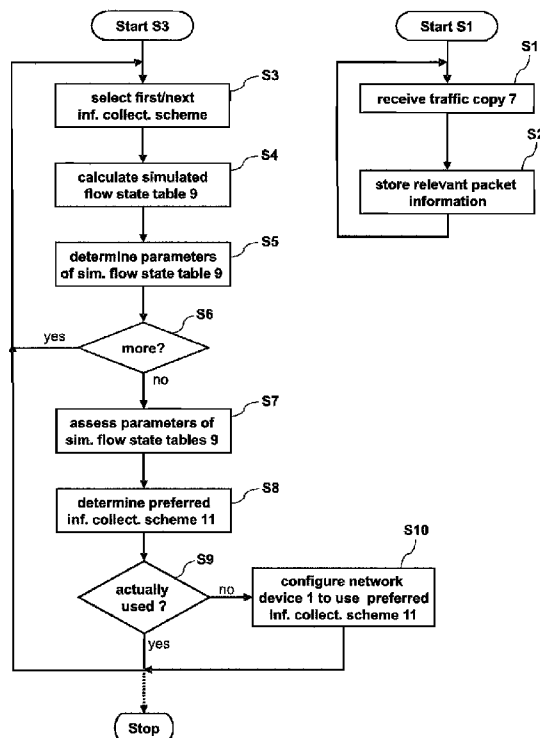 Start S3
S3
select first/next
inf. collect. scheme
S4
calculate simulated
flow state table 9
S5
determine parameters
of sim. flow state table 9
S6
yes
more?
no
S7
assess parameters of
sim. flow state tables 9
S8
determine preferred
inf. collect. scheme 11
S9
actually
used ?
no
yes
S10
configure network
device 1 to use preferred
inf. collect. scheme 11
Stop
Start S1
S1
receive traffic copy 7
S2
store relevant packet
information